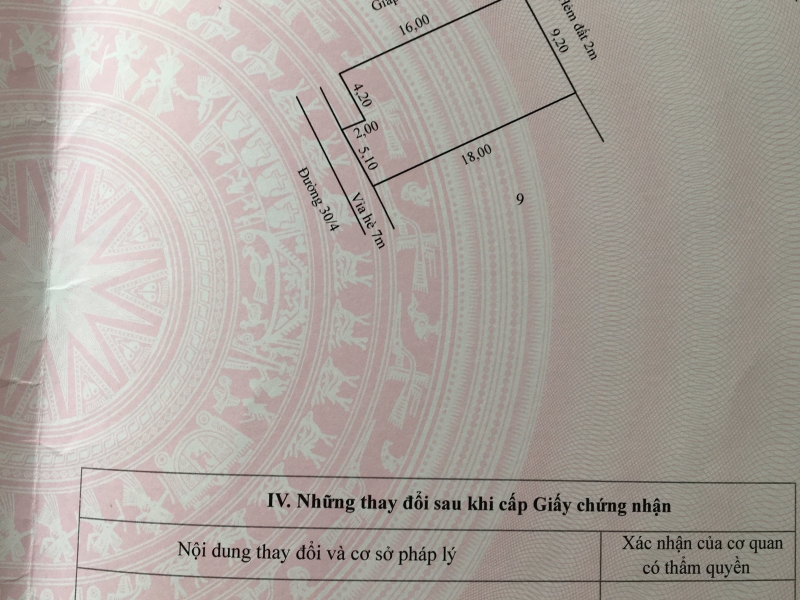 16,00
hẻm đất 2m
9,20
4,20
2,00
5,10
18,00
9
Đường 30/4
Vỉa hè 7m
IV. Những thay đổi sau khi cấp Giấy chứng nhận
Nội dung thay đổi và cơ sở pháp lý
Xác nhận của cơ quan
có thẩm quyền